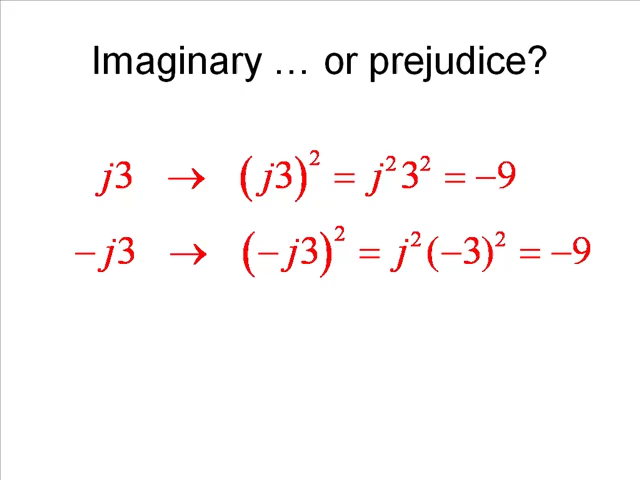 Imaginary … or prejudice?
j3 → (j3)² = j²3² = −9
−j3 → (−j3)² = j²(−3)² = −9